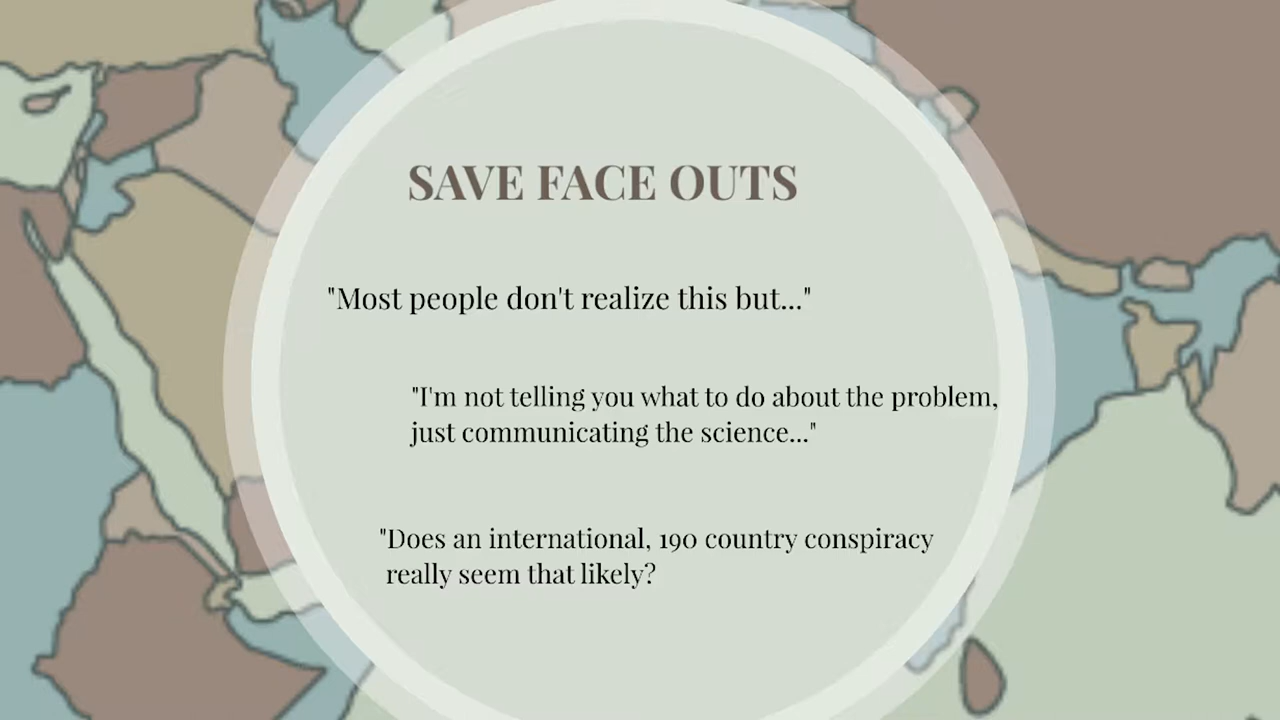 SAVE FACE OUTS
"Most people don't realize this but..."
"I'm not telling you what to do about the problem,
just communicating the science..."
"Does an international, 190 country conspiracy
really seem that likely?